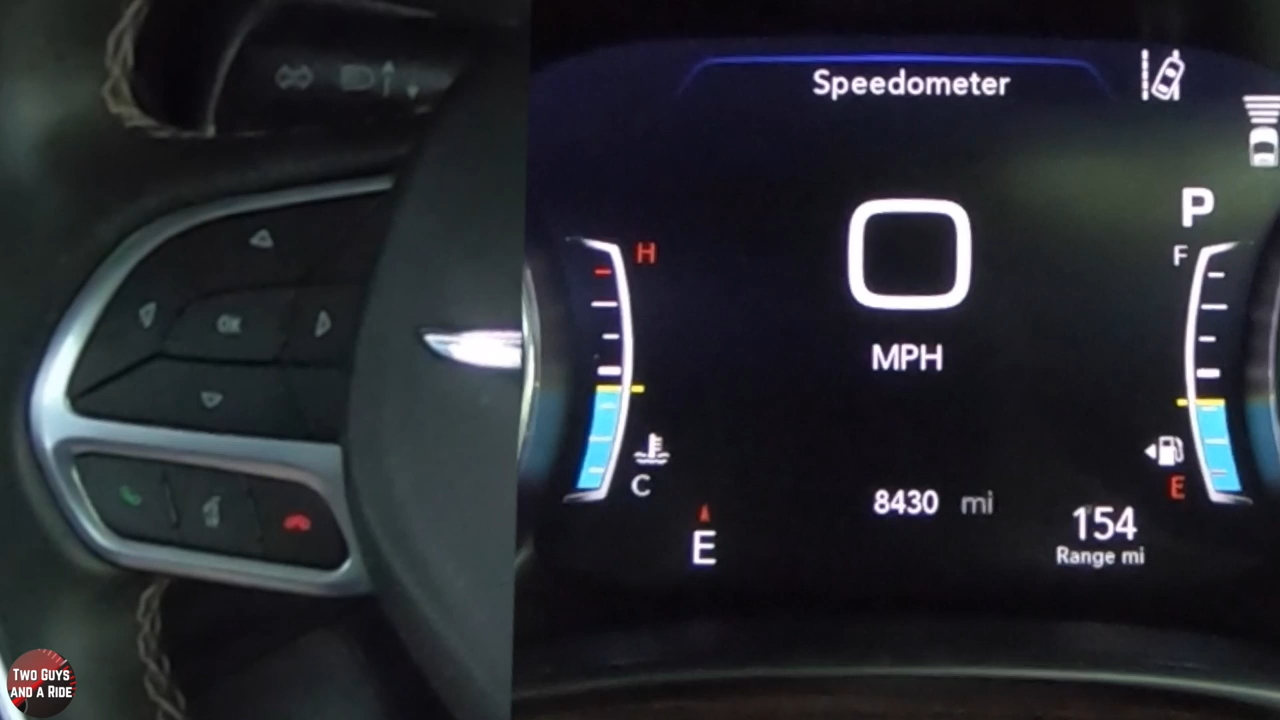 OK
Speedometer
0
MPH
P
H
C
F
E
8430 mi
E
154
Range mi
TWO GUYS
AND A RIDE